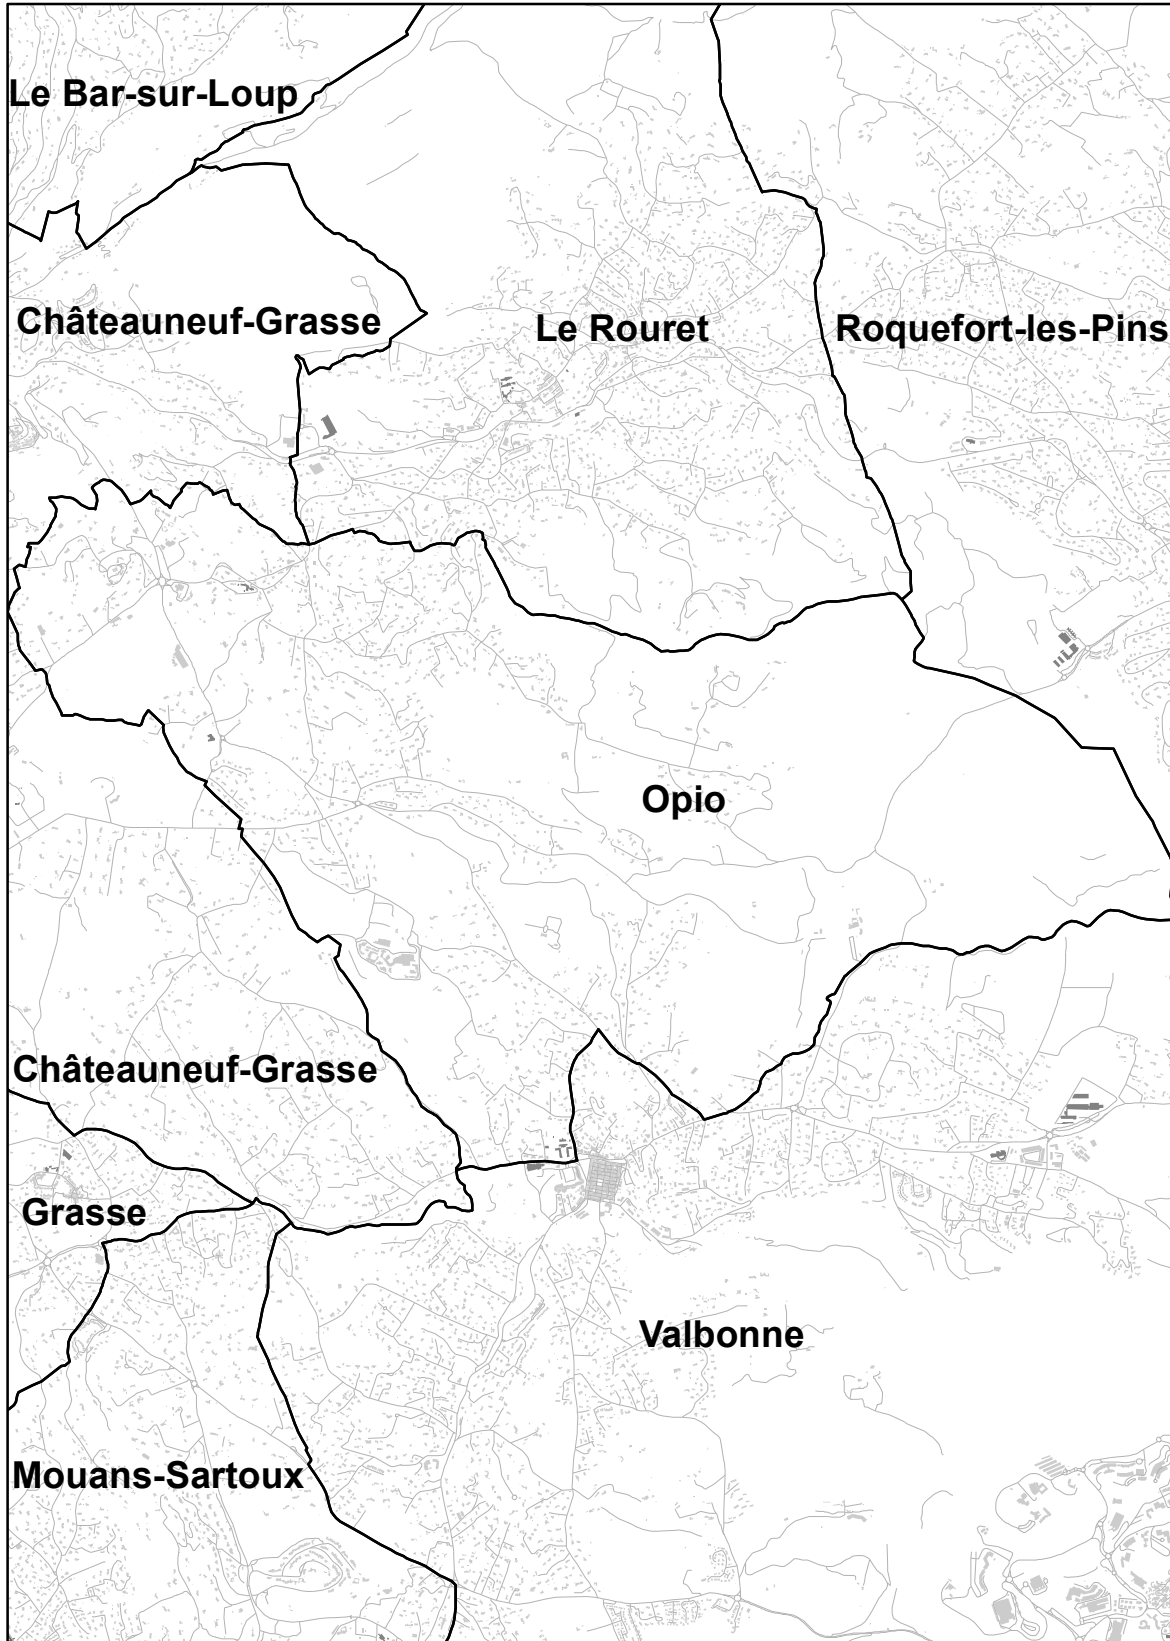 Le Bar-sur-Loup
Châteauneuf-Grasse
Le Rouret
Roquefort-les-Pins
Opio
Châteauneuf-Grasse
Grasse
Valbonne
Mouans-Sartoux